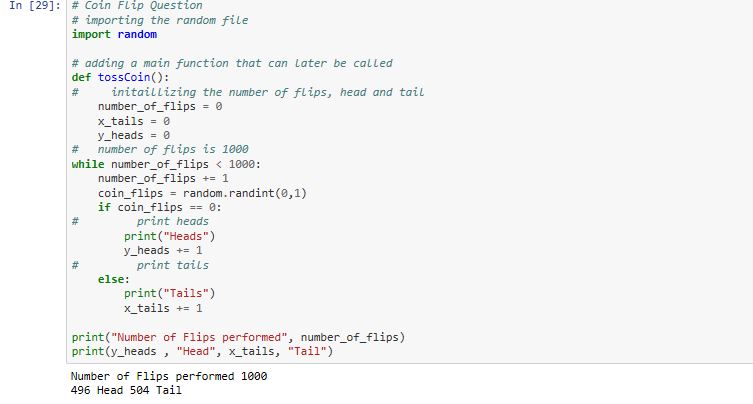 In [29]: # Coin Flip Question
# importing the random file
import random
# adding a main function that can later be called
def tossCoin():
# initaillizing the number of flips, head and tail
number_of_flips = 0
x_tails = 0
y_heads = 0
# number of flips is 1000
while number_of_flips < 1000:
number_of_flips += 1
coin_flips = random.randint(0,1)
if coin_flips == 0:
# print heads
print("Heads")
y_heads += 1
# print tails
else:
print("Tails")
x_tails += 1
print("Number of Flips performed", number_of_flips)
print(y_heads , "Head", x_tails, "Tail")
Number of Flips performed 1000
496 Head 504 Tail